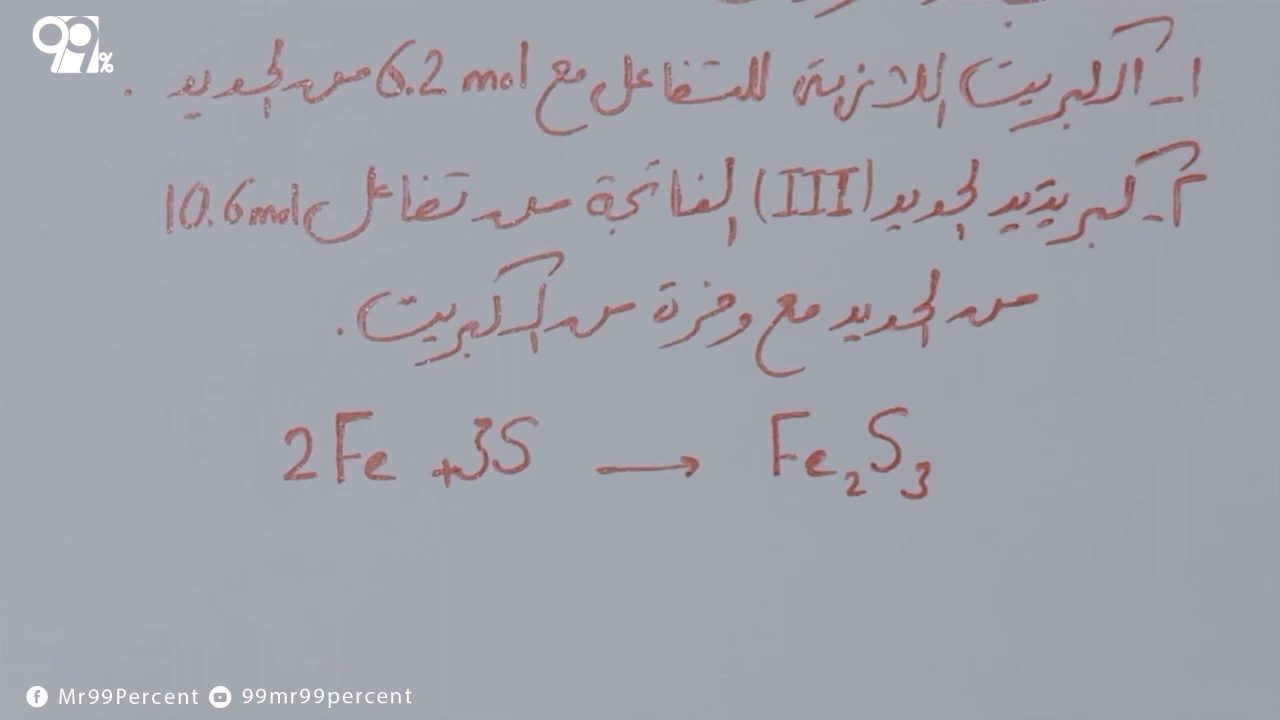 99%
١- الكبريت اللازمة للتفاعل مع 6.2 mol من الحديد .
٢- كبريتيد الحديد (III) الناتجة من تفاعل 10.6 mol
من الحديد مع وفرة من الكبريت .
2Fe + 3S → Fe₂S₃
Mr99Percent 99mr99percent